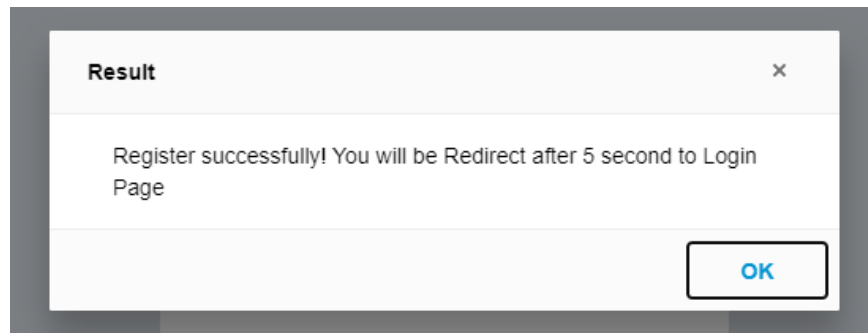 Result
×
Register successfully! You will be Redirect after 5 second to Login
Page
OK